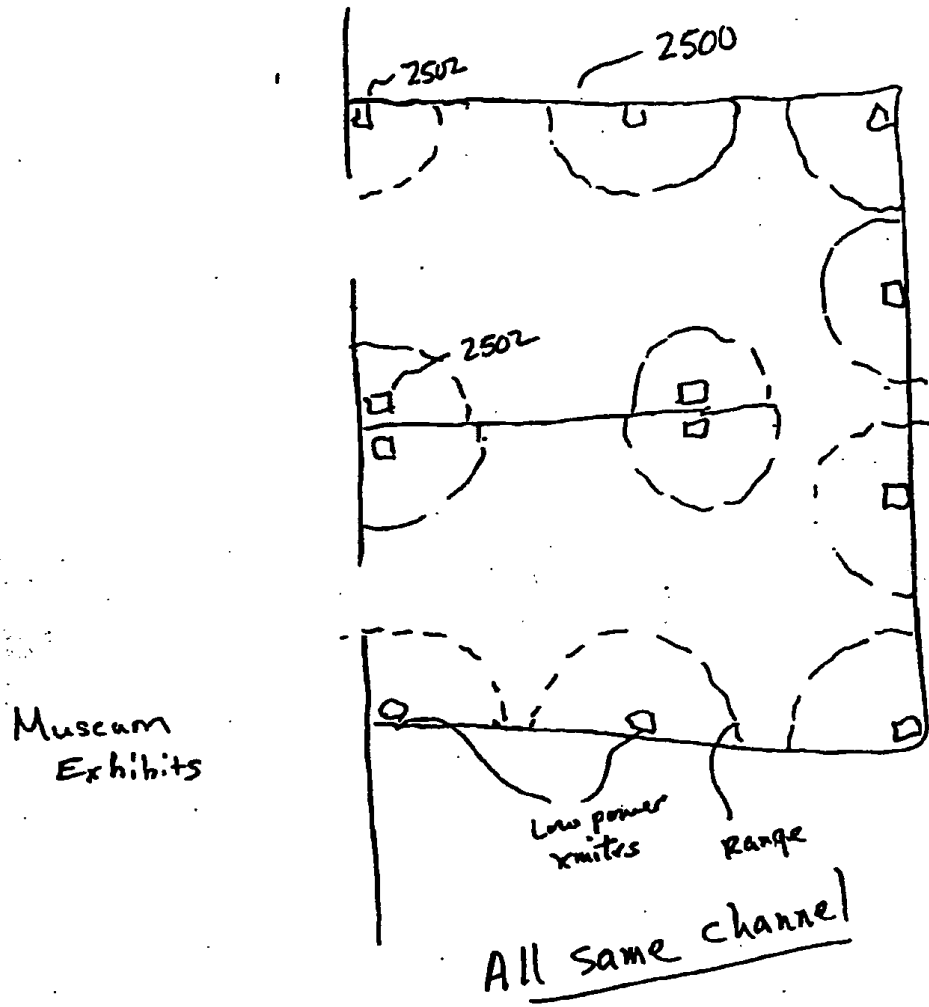 2500
2502
2502
Museum
Exhibits
Low power
xmitrs
Range
All same channel